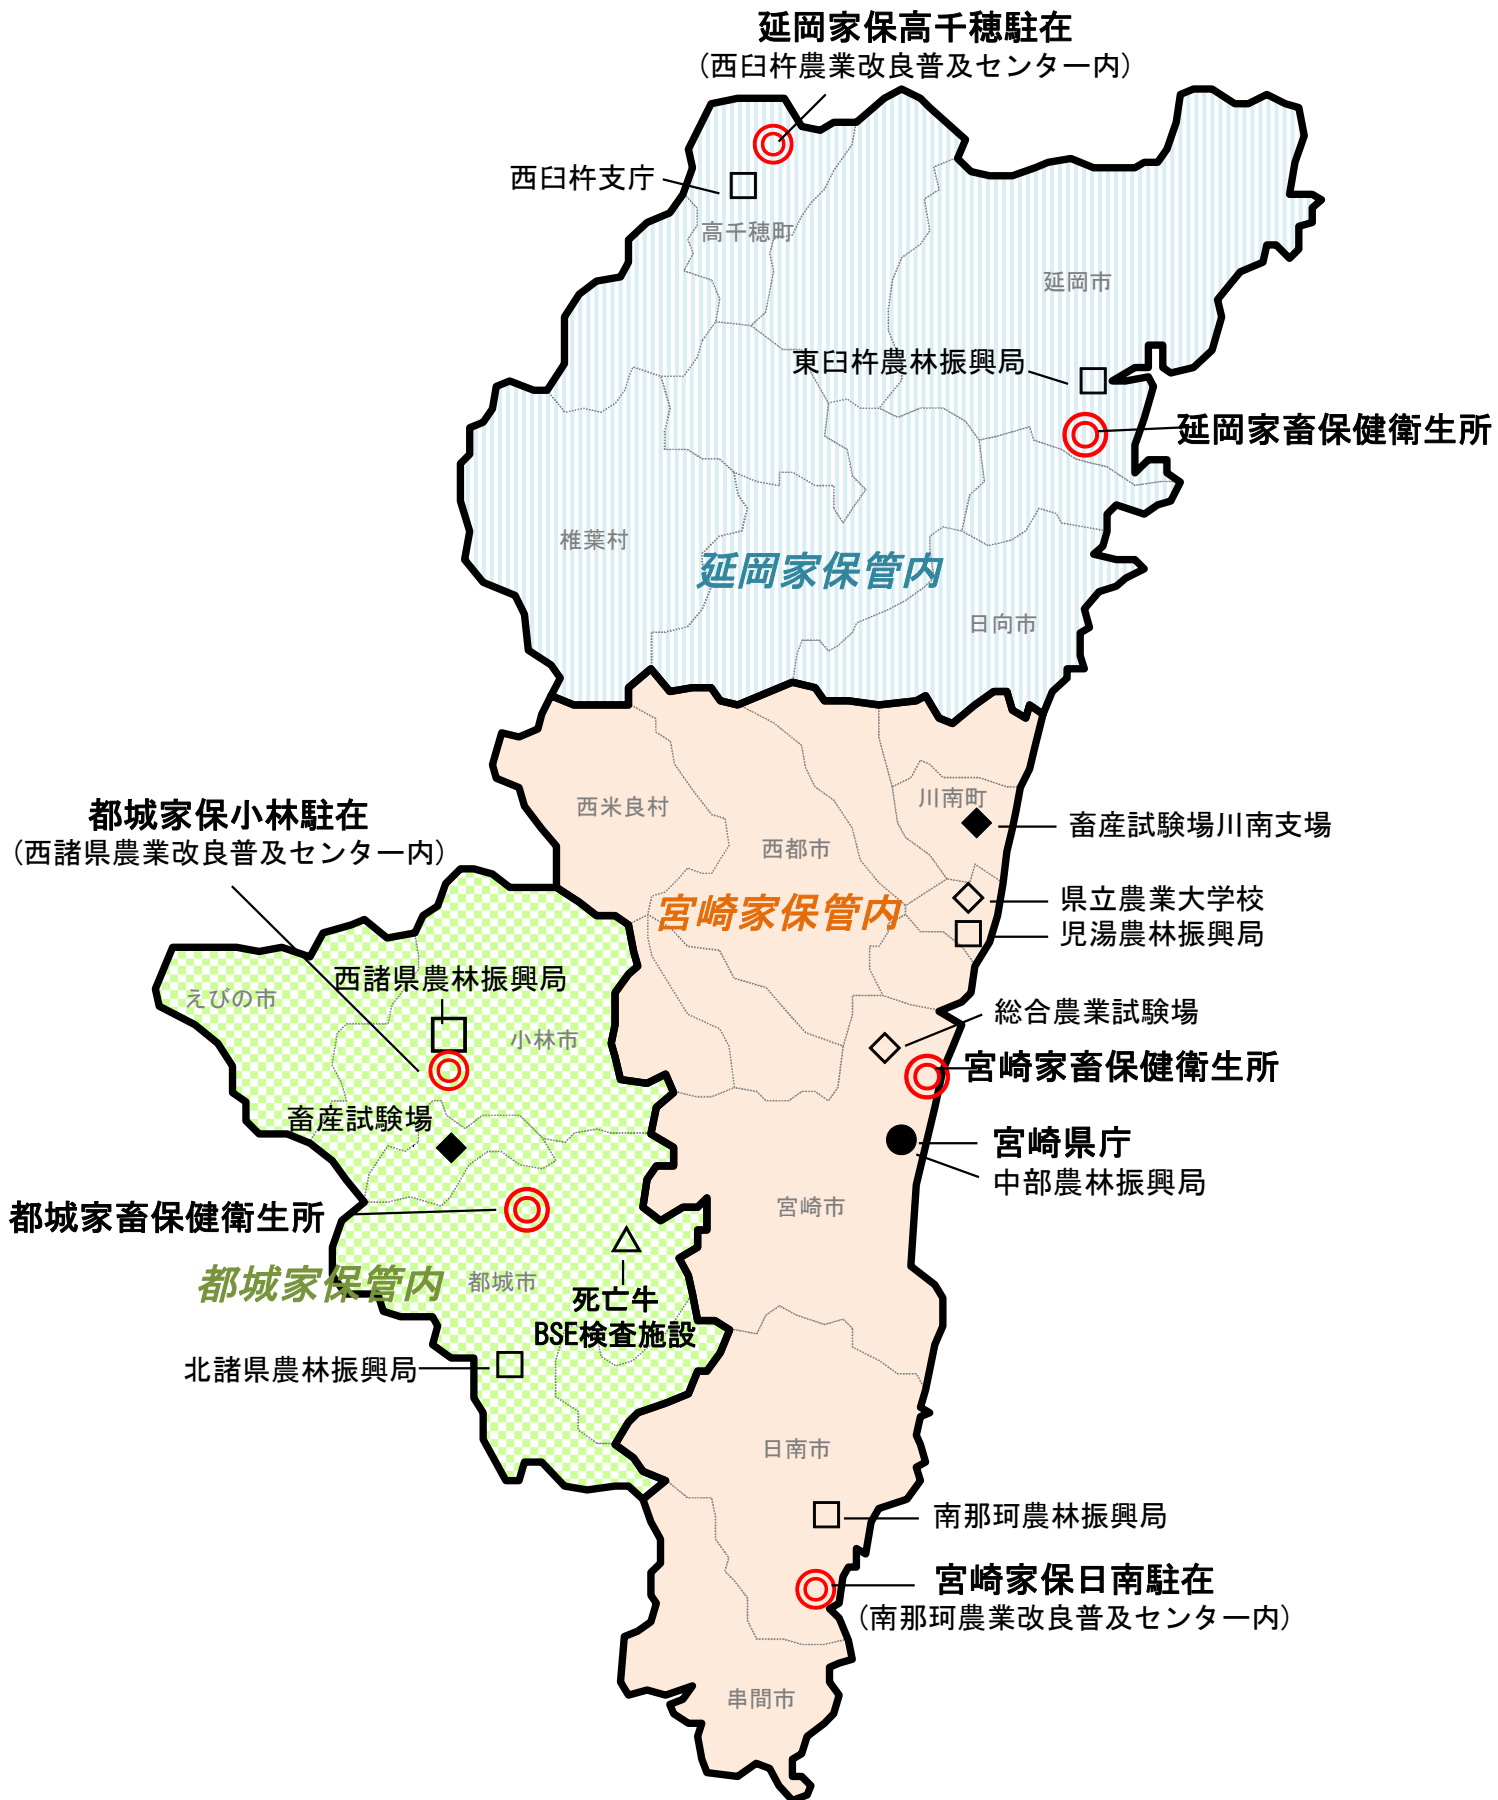 延岡家保高千穂駐在
（西臼杵農業改良普及センター内）
西臼杵支庁
高千穂町
延岡市
東臼杵農林振興局
延岡家畜保健衛生所
椎葉村
延岡家保管内
日向市
西米良村
川南町
都城家保小林駐在
（西諸県農業改良普及センター内）
畜産試験場川南支場
西都市
宮崎家保管内
県立農業大学校
児湯農林振興局
西諸県農林振興局
えびの市
小林市
総合農業試験場
宮崎家畜保健衛生所
畜産試験場
宮崎県庁
中部農林振興局
宮崎市
都城家畜保健衛生所
都城家保管内
都城市
死亡牛
BSE検査施設
北諸県農林振興局
日南市
南那珂農林振興局
宮崎家保日南駐在
（南那珂農業改良普及センター内）
串間市